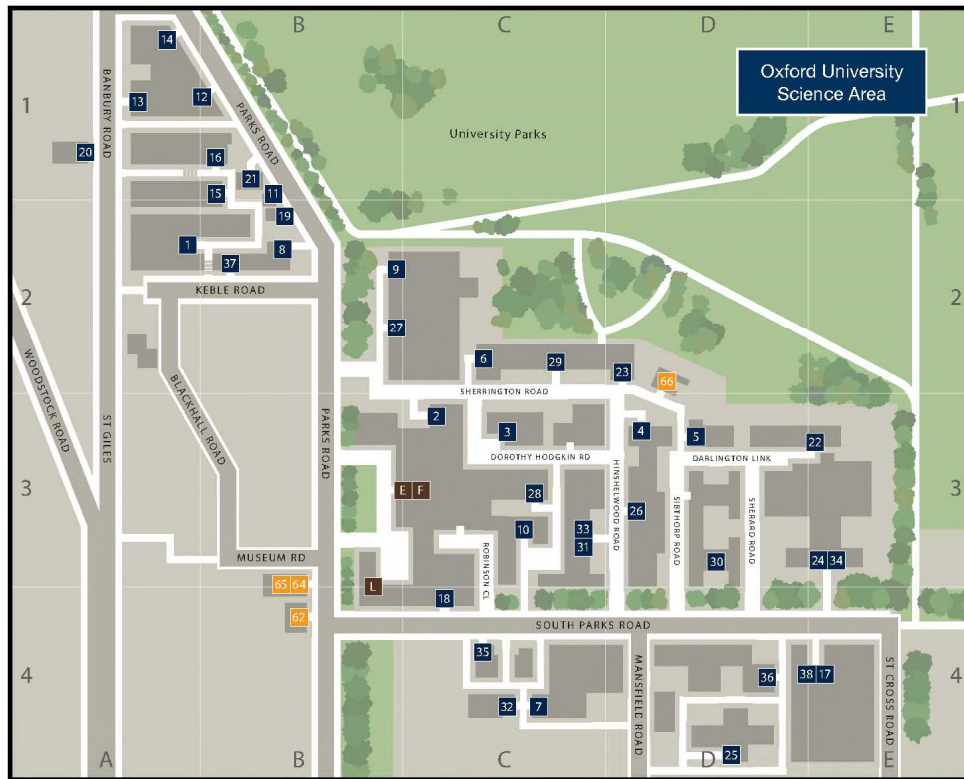 B
C
D
E
14
Oxford University
Science Area
BANBURY ROAD
1
13
12
PARKS ROAD
University Parks
1
20
16
21
15
11
19
1
8
37
9
KEBLE ROAD
2
2
27
6
29
23
66
WOODSTOCK ROAD
ST GILES
BLACKHALL ROAD
PARKS ROAD
SHERRINGTON ROAD
2
3
4
5
22
DOROTHY HODGKIN RD
DARLINGTON LINK
3
E F
28
HINSHELWOOD ROAD
26
SIBTHORP ROAD
SHERARD ROAD
3
10
33
31
MUSEUM RD
ROBINSON CL
30
24 34
65 64
L
18
62
SOUTH PARKS ROAD
35
MANSFIELD ROAD
36
38 17
ST CROSS ROAD
4
4
32
7
25
A
B
C
D
E